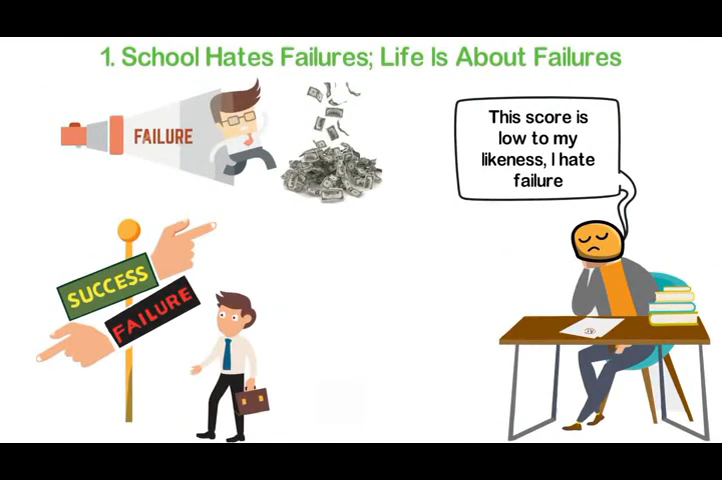 1. School Hates Failures; Life Is About Failures
FAILURE
This score is
low to my
likeness, I hate
failure
SUCCESS
FAILURE